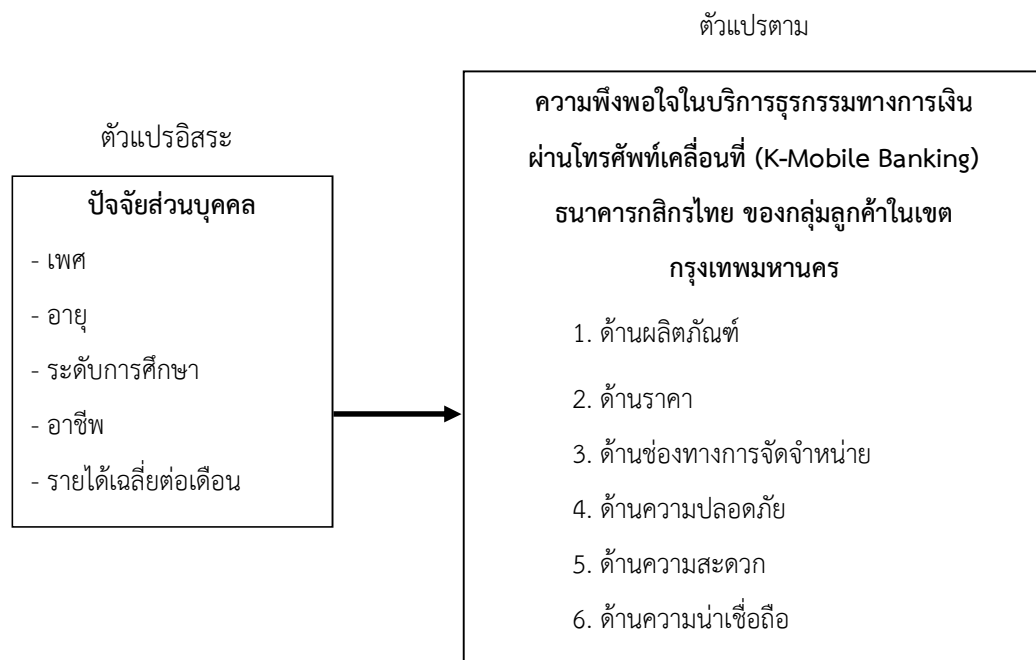 ตัวแปรอิสระ
ปัจจัยส่วนบุคคล
- เพศ
- อายุ
- ระดับการศึกษา
- อาชีพ
- รายได้เฉลี่ยต่อเดือน
ตัวแปรตาม
ความพึงพอใจในบริการธุรกรรมทางการเงิน
ผ่านโทรศัพท์เคลื่อนที่ (K-Mobile Banking)
ธนาคารกสิกรไทย ของกลุ่มลูกค้าในเขต
กรุงเทพมหานคร
1. ด้านผลิตภัณฑ์
2. ด้านราคา
3. ด้านช่องทางการจัดจำหน่าย
4. ด้านความปลอดภัย
5. ด้านความสะดวก
6. ด้านความน่าเชื่อถือ